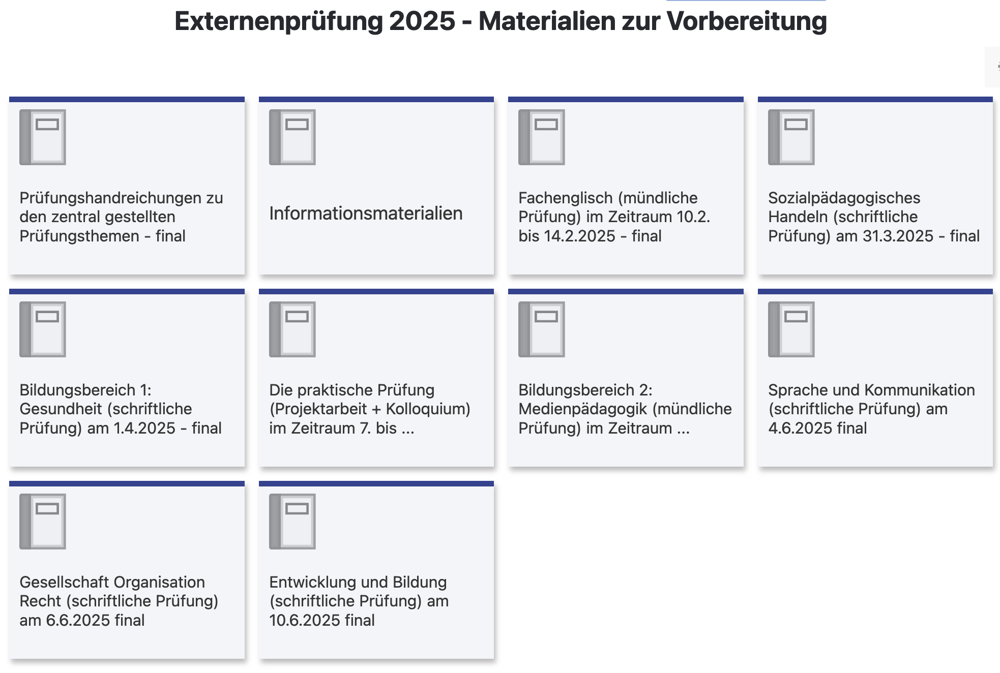 Externenprüfung 2025 - Materialien zur Vorbereitung
Prüfungshandreichungen zu
den zentral gestellten
Prüfungsthemen - final
Informationsmaterialien
Fachenglisch (mündliche
Prüfung) im Zeitraum 10.2.
bis 14.2.2025 - final
Sozialpädagogisches
Handeln (schriftliche
Prüfung) am 31.3.2025 - final
Bildungsbereich 1:
Gesundheit (schriftliche
Prüfung) am 1.4.2025 - final
Die praktische Prüfung
(Projektarbeit + Kolloquium)
im Zeitraum 7. bis ...
Bildungsbereich 2:
Medienpädagogik (mündliche
Prüfung) im Zeitraum ...
Sprache und Kommunikation
(schriftliche Prüfung) am
4.6.2025 final
Gesellschaft Organisation
Recht (schriftliche Prüfung)
am 6.6.2025 final
Entwicklung und Bildung
(schriftliche Prüfung) am
10.6.2025 final